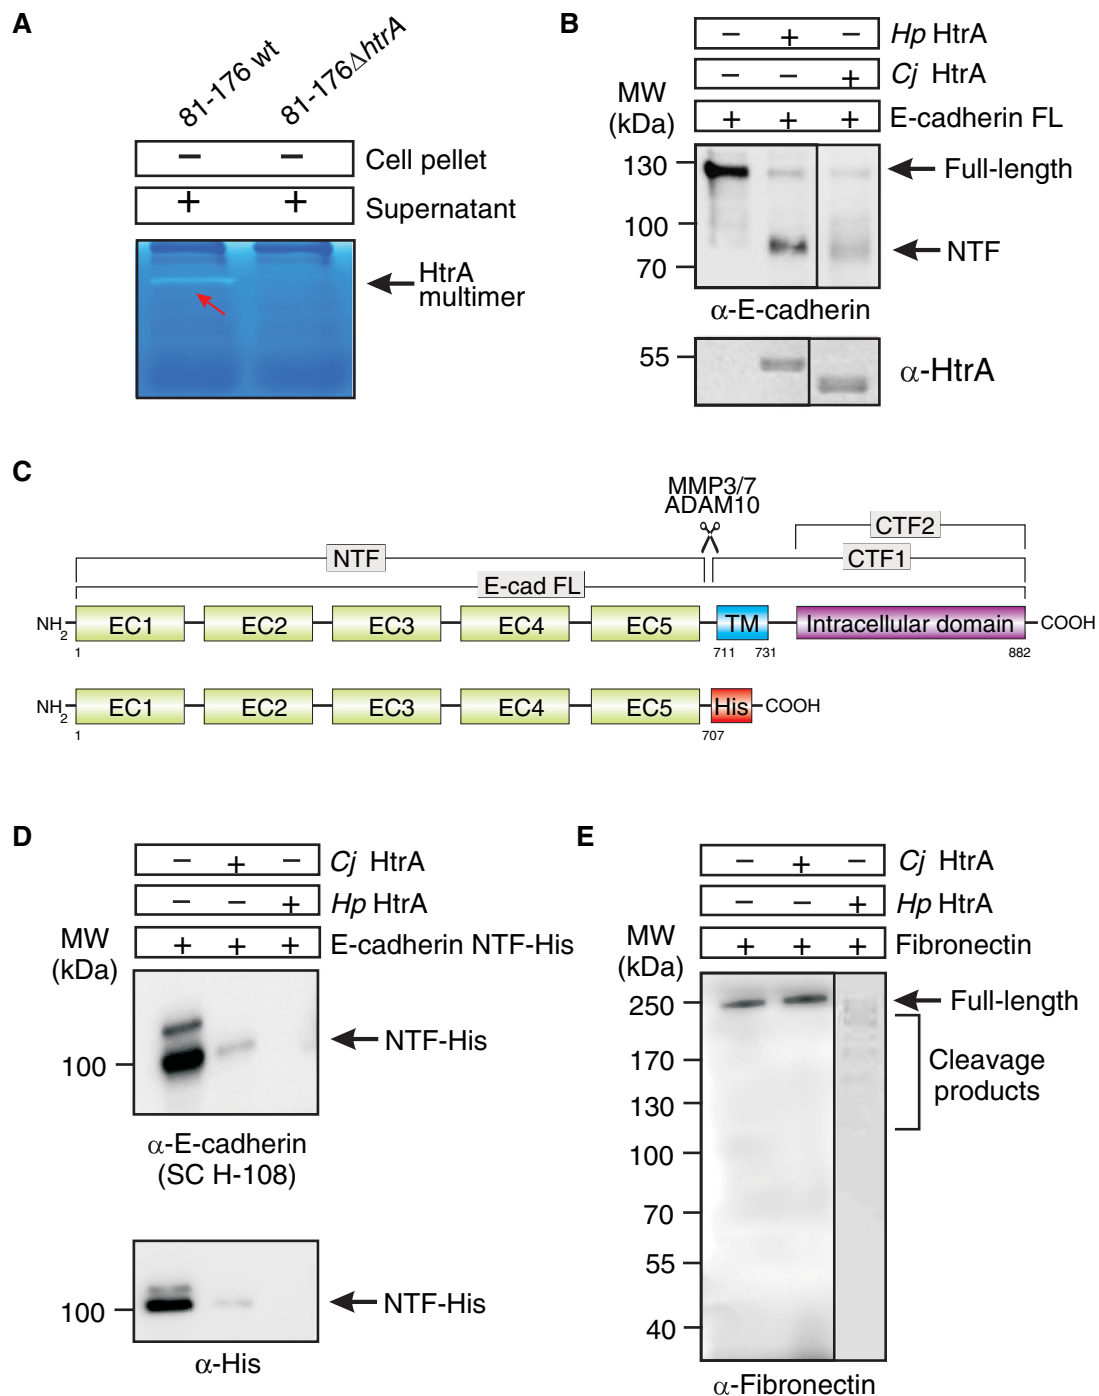 A
81-176 wt
81-176ΔhtrA
− − Cell pellet
+ + Supernatant
HtrA
multimer
B
− + − Hp HtrA
− − + Cj HtrA
MW
(kDa)
+ + + E-cadherin FL
130
Full-length
100
NTF
70
α-E-cadherin
55
α-HtrA
C
MMP3/7
ADAM10
CTF2
NTF
CTF1
E-cad FL
NH2 EC1 EC2 EC3 EC4 EC5 TM Intracellular domain COOH
1 711 731 882
NH2 EC1 EC2 EC3 EC4 EC5 His COOH
1 707
D
− + − Cj HtrA
− − + Hp HtrA
MW
(kDa)
+ + + E-cadherin NTF-His
NTF-His
100
α-E-cadherin
(SC H-108)
100
NTF-His
α-His
E
− + − Cj HtrA
− − + Hp HtrA
MW
(kDa)
+ + + Fibronectin
250
Full-length
170
Cleavage
products
130
100
70
55
40
α-Fibronectin